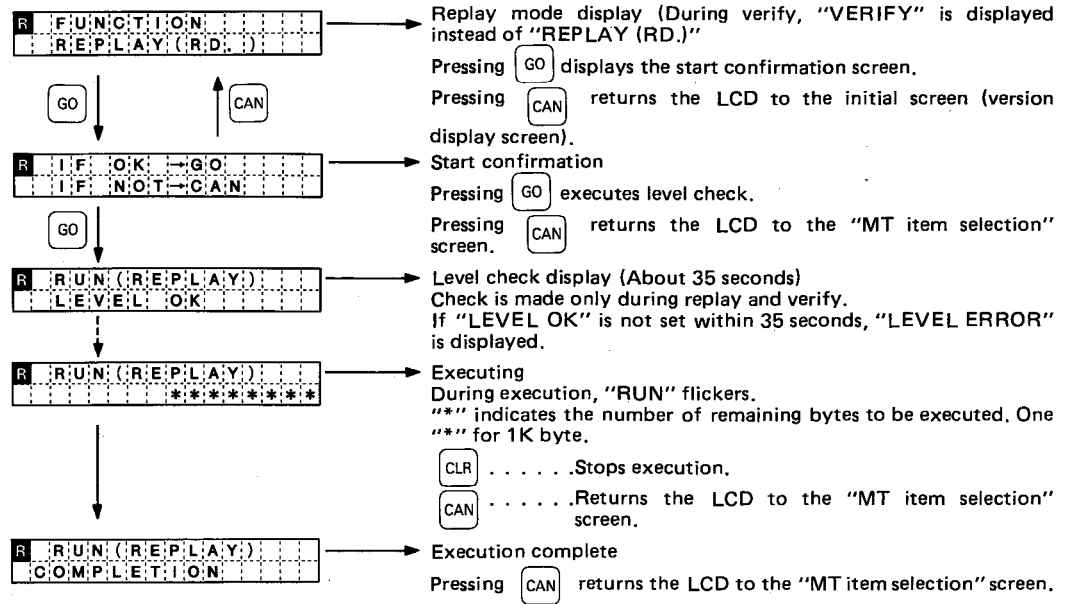 R FUNCTION
REPLAY(RD.)
Replay mode display (During verify, "VERIFY" is displayed
instead of "REPLAY (RD.)"
Pressing GO displays the start confirmation screen.
GO CAN
Pressing CAN returns the LCD to the initial screen (version
display screen).
R IF OK →GO
IF NOT→CAN
Start confirmation
Pressing GO executes level check.
GO
Pressing CAN returns the LCD to the "MT item selection"
screen.
R RUN(REPLAY)
LEVEL OK
Level check display (About 35 seconds)
Check is made only during replay and verify.
If "LEVEL OK" is not set within 35 seconds, "LEVEL ERROR"
is displayed.
R RUN(REPLAY)
********
Executing
During execution, "RUN" flickers.
"*" indicates the number of remaining bytes to be executed. One
"*" for 1K byte.
CLR . . . . . .Stops execution.
CAN . . . . . .Returns the LCD to the "MT item selection"
screen.
R RUN(REPLAY)
COMPLETION
Execution complete
Pressing CAN returns the LCD to the "MT item selection" screen.